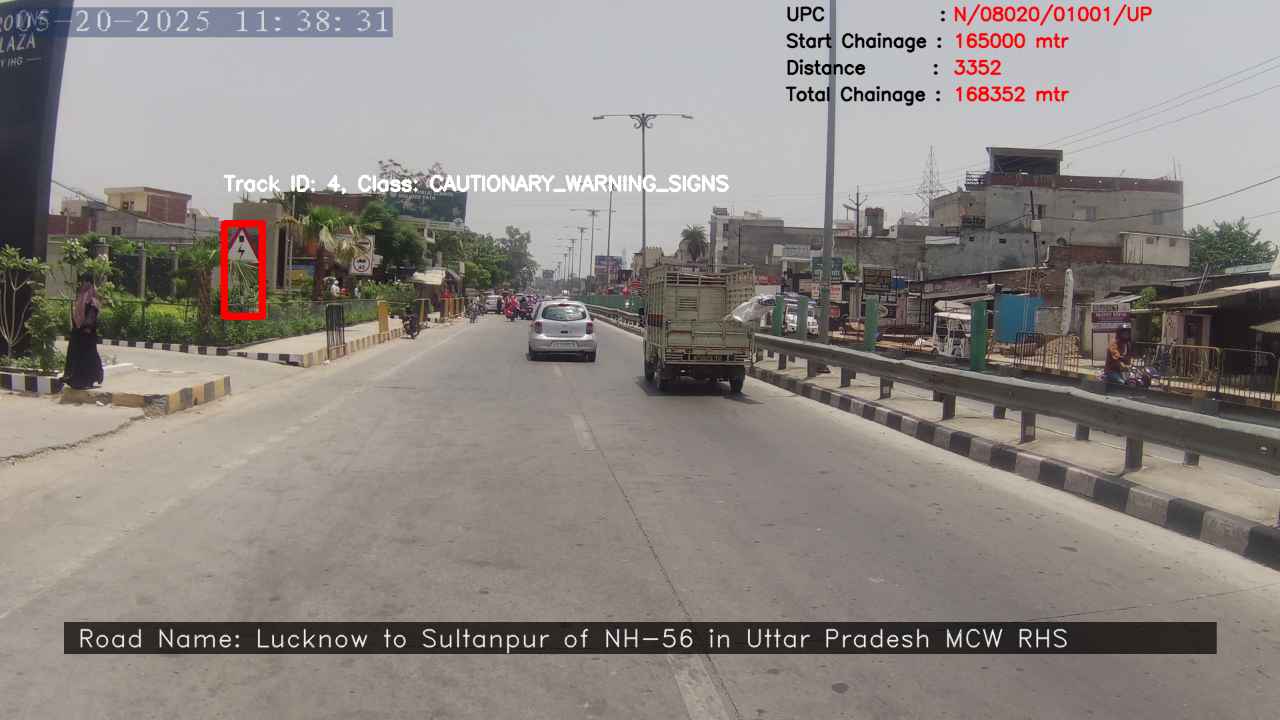 05-20-2025 11:38:31
PLAZA
UPC : N/08020/01001/UP
Start Chainage : 165000 mtr
Distance : 3352
Total Chainage : 168352 mtr
Track ID: 4, Class: CAUTIONARY_WARNING_SIGNS
Road Name: Lucknow to Sultanpur of NH-56 in Uttar Pradesh MCW RHS